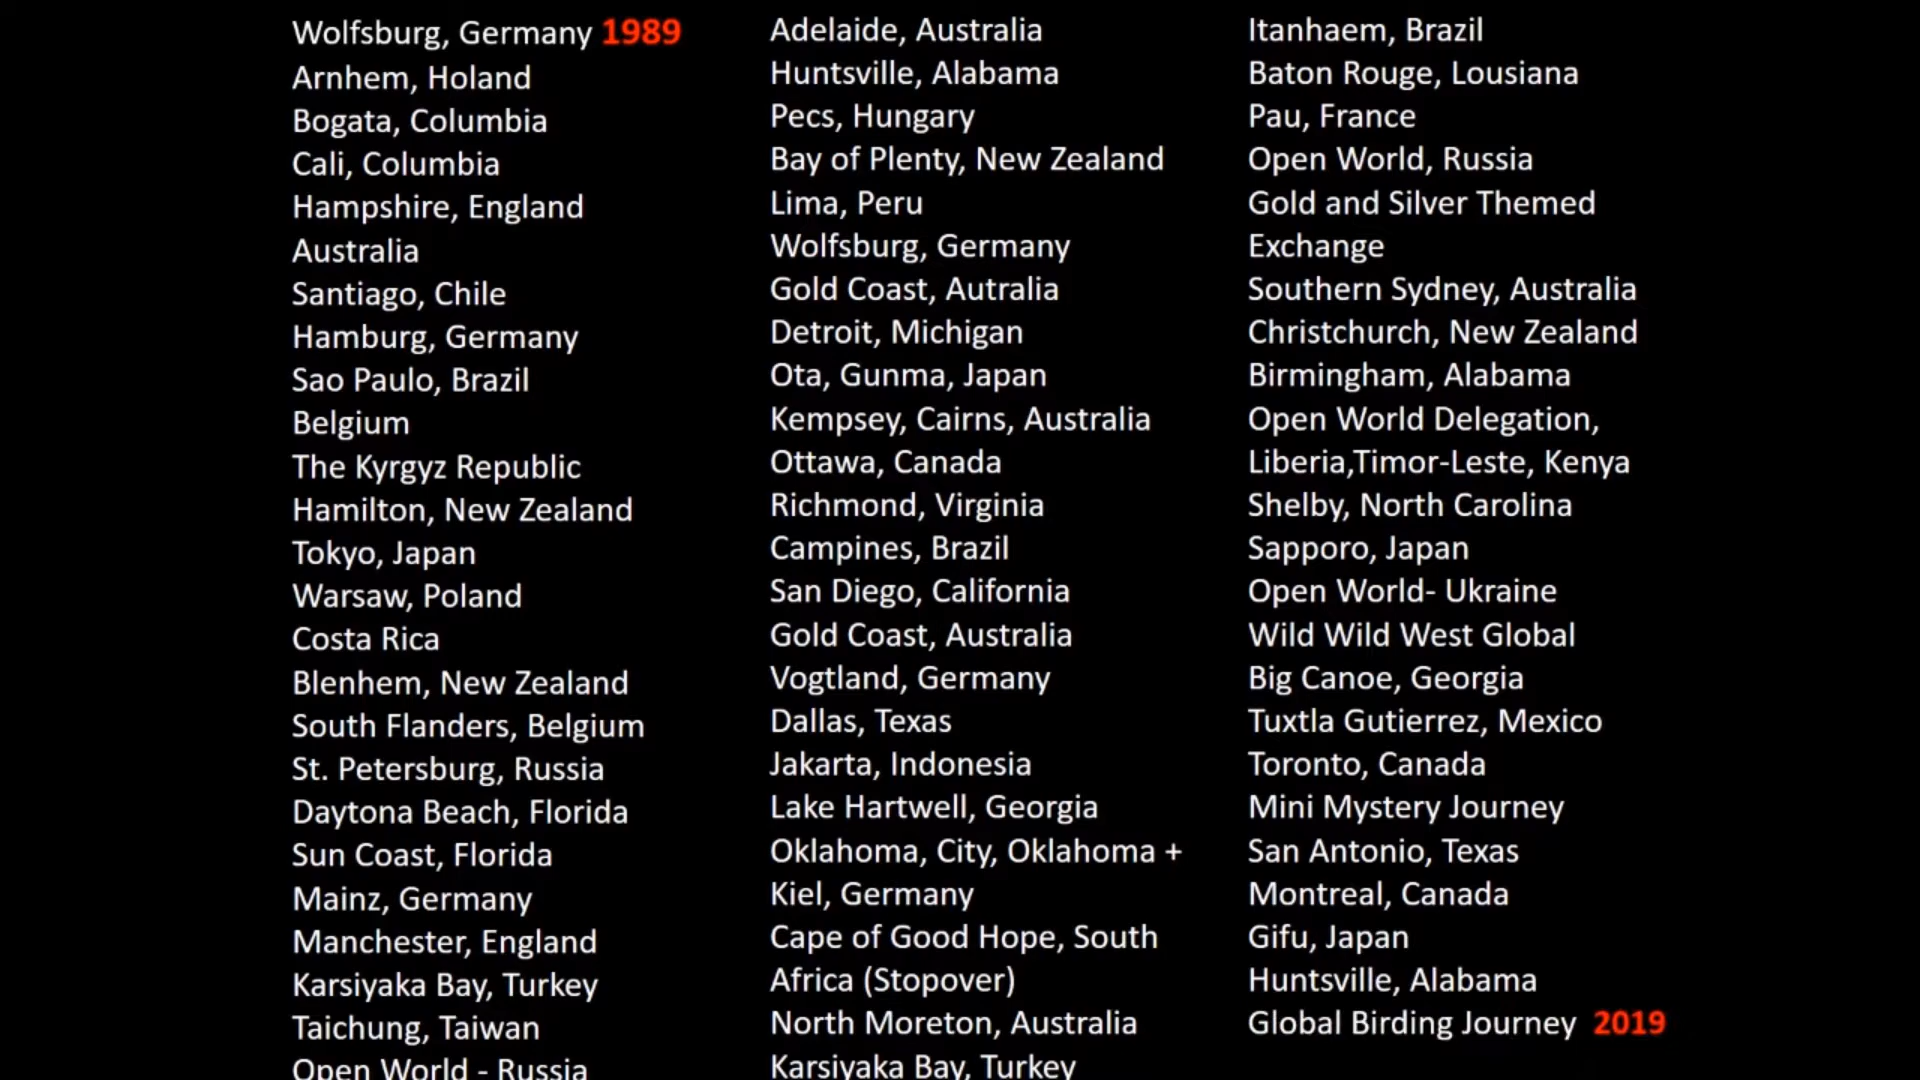 Wolfsburg, Germany 1989
Arnhem, Holand
Bogata, Columbia
Cali, Columbia
Hampshire, England
Australia
Santiago, Chile
Hamburg, Germany
Sao Paulo, Brazil
Belgium
The Kyrgyz Republic
Hamilton, New Zealand
Tokyo, Japan
Warsaw, Poland
Costa Rica
Blenhem, New Zealand
South Flanders, Belgium
St. Petersburg, Russia
Daytona Beach, Florida
Sun Coast, Florida
Mainz, Germany
Manchester, England
Karsiyaka Bay, Turkey
Taichung, Taiwan
Open World - Russia
Adelaide, Australia
Huntsville, Alabama
Pecs, Hungary
Bay of Plenty, New Zealand
Lima, Peru
Wolfsburg, Germany
Gold Coast, Autralia
Detroit, Michigan
Ota, Gunma, Japan
Kempsey, Cairns, Australia
Ottawa, Canada
Richmond, Virginia
Campines, Brazil
San Diego, California
Gold Coast, Australia
Vogtland, Germany
Dallas, Texas
Jakarta, Indonesia
Lake Hartwell, Georgia
Oklahoma, City, Oklahoma +
Kiel, Germany
Cape of Good Hope, South
Africa (Stopover)
North Moreton, Australia
Karsiyaka Bay, Turkey
Itanhaem, Brazil
Baton Rouge, Lousiana
Pau, France
Open World, Russia
Gold and Silver Themed
Exchange
Southern Sydney, Australia
Christchurch, New Zealand
Birmingham, Alabama
Open World Delegation,
Liberia,Timor-Leste, Kenya
Shelby, North Carolina
Sapporo, Japan
Open World- Ukraine
Wild Wild West Global
Big Canoe, Georgia
Tuxtla Gutierrez, Mexico
Toronto, Canada
Mini Mystery Journey
San Antonio, Texas
Montreal, Canada
Gifu, Japan
Huntsville, Alabama
Global Birding Journey 2019